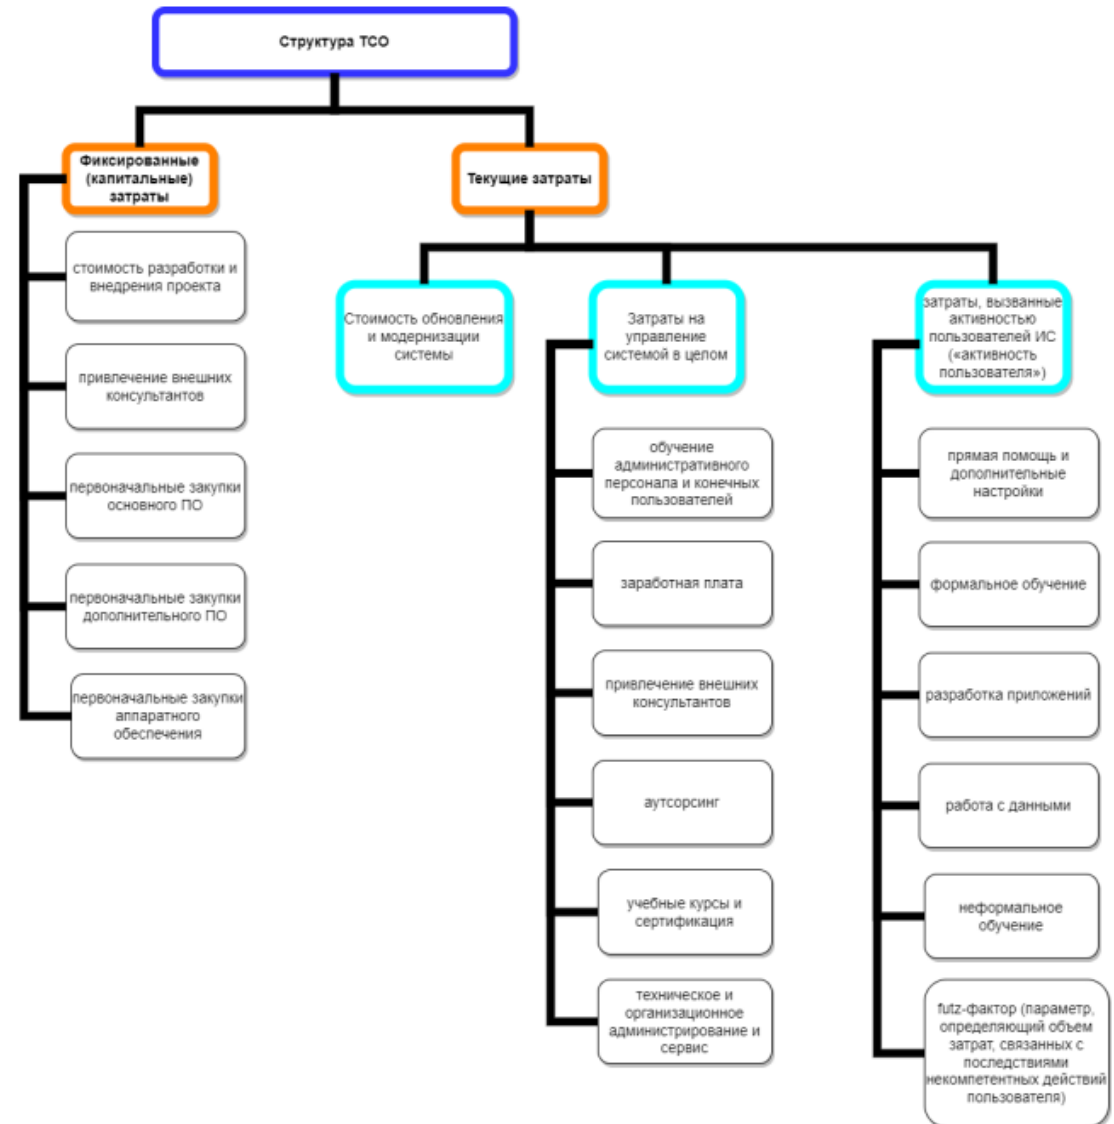 Структура ТСО
Фиксированные
(капитальные)
затраты
стоимость разработки и
внедрения проекта
привлечение внешних
консультантов
первоначальные закупки
основного ПО
первоначальные закупки
дополнительного ПО
первоначальные закупки
аппаратного
обеспечения
Текущие затраты
Стоимость обновления
и модернизации
системы
Затраты на
управление
системой в целом
обучение
административного
персонала и конечных
пользователей
заработная плата
привлечение внешних
консультантов
аутсорсинг
учебные курсы и
сертификация
техническое и
организационное
администрирование и
сервис
затраты, вызванные
активностью
пользователей ИС
(«активность
пользователя»)
прямая помощь и
дополнительные
настройки
формальное обучение
разработка приложений
работа с данными
неформальное
обучение
futz-фактор (параметр,
определяющий объем
затрат, связанных с
последствиями
некомпетентных действий
пользователя)